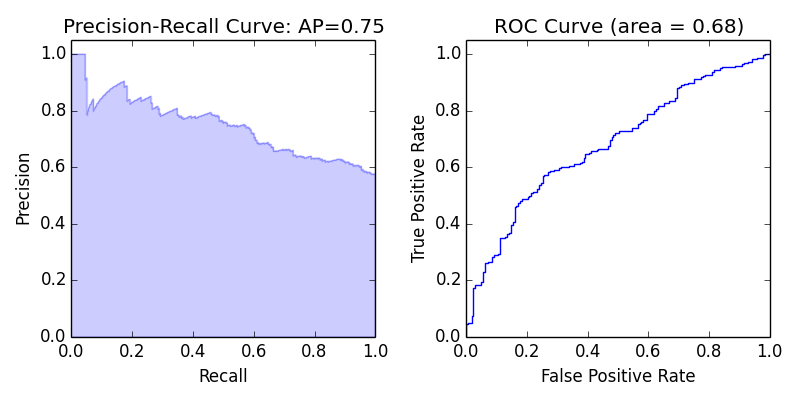 Precision-Recall Curve: AP=0.75
1.0
0.8
0.6
0.4
0.2
0.0
Precision
0.0 0.2 0.4 0.6 0.8 1.0
Recall
ROC Curve (area = 0.68)
1.0
0.8
0.6
0.4
0.2
0.0
True Positive Rate
0.0 0.2 0.4 0.6 0.8 1.0
False Positive Rate